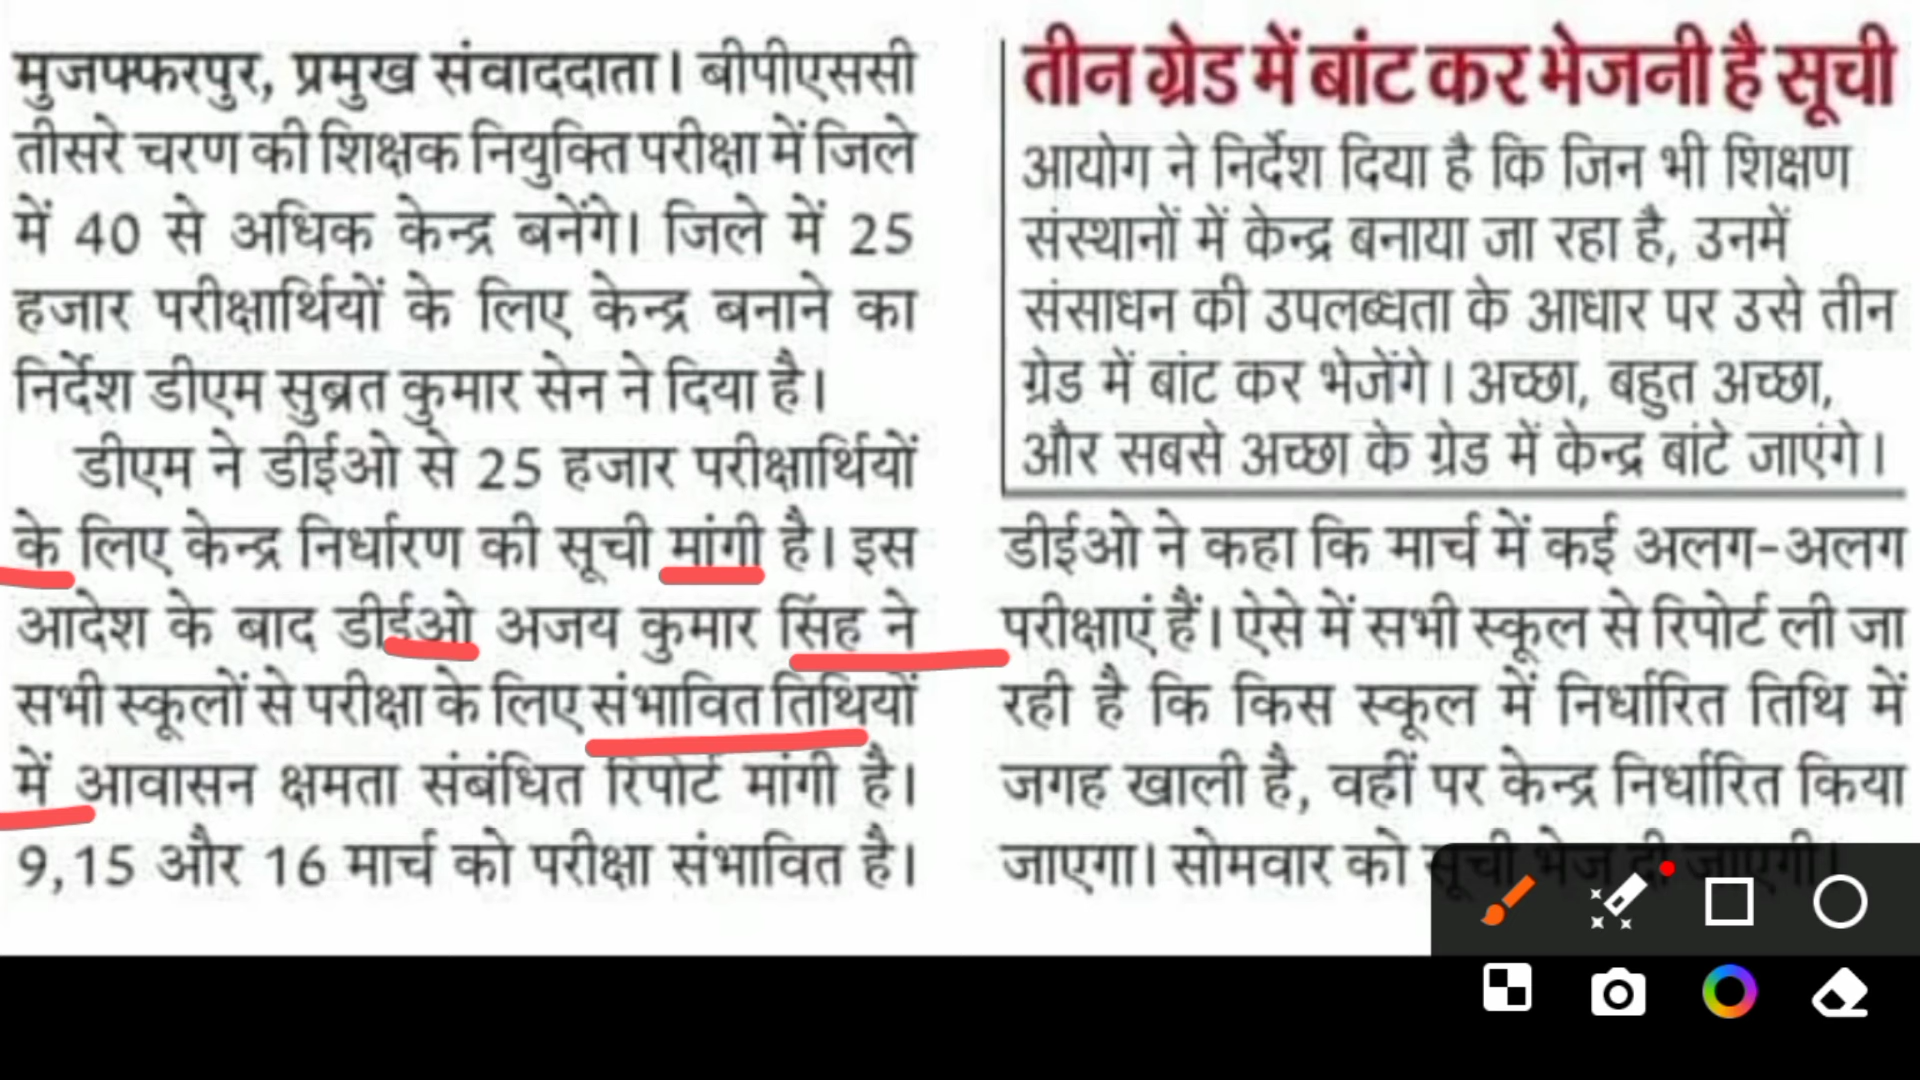 मुजफ्फरपुर, प्रमुख संवाददाता। बीपीएससी
तीसरे चरण की शिक्षक नियुक्ति परीक्षा में जिले
में 40 से अधिक केन्द्र बनेंगे। जिले में 25
हजार परीक्षार्थियों के लिए केन्द्र बनाने का
निर्देश डीएम सुब्रत कुमार सेन ने दिया है।
डीएम ने डीईओ से 25 हजार परीक्षार्थियों
के लिए केन्द्र निर्धारण की सूची मांगी है। इस
आदेश के बाद डीईओ अजय कुमार सिंह ने
सभी स्कूलों से परीक्षा के लिए संभावित तिथियों
में आवासन क्षमता संबंधित रिपोर्ट मांगी है।
9,15 और 16 मार्च को परीक्षा संभावित है।
तीन ग्रेड में बांट कर भेजनी है सूची
आयोग ने निर्देश दिया है कि जिन भी शिक्षण
संस्थानों में केन्द्र बनाया जा रहा है, उनमें
संसाधन की उपलब्धता के आधार पर उसे तीन
ग्रेड में बांट कर भेजेंगे। अच्छा, बहुत अच्छा,
और सबसे अच्छा के ग्रेड में केन्द्र बांटे जाएंगे।
डीईओ ने कहा कि मार्च में कई अलग-अलग
परीक्षाएं हैं। ऐसे में सभी स्कूल से रिपोर्ट ली जा
रही है कि किस स्कूल में निर्धारित तिथि में
जगह खाली है, वहीं पर केन्द्र निर्धारित किया
जाएगा। सोमवार को सूची भेज दी जाएगी।